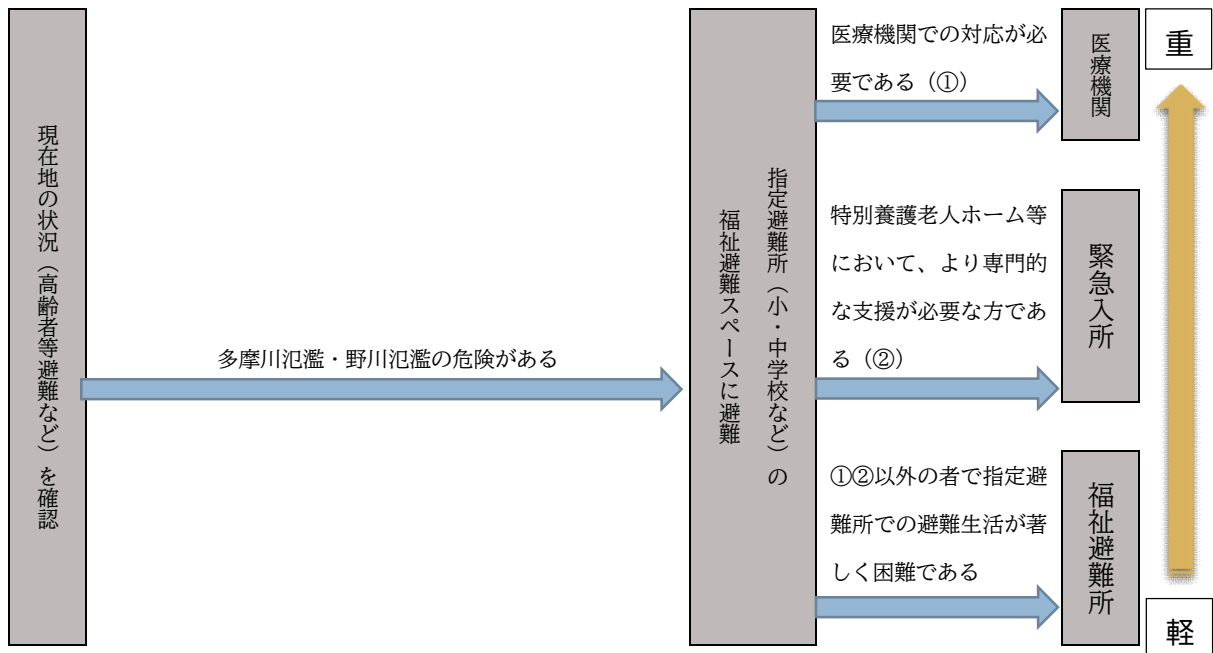 現在地の状況（高齢者等避難など）を確認
多摩川氾濫・野川氾濫の危険がある
指定避難所（小・中学校など）の
福祉避難スペースに避難
医療機関での対応が必
要である（①）
医療機関
特別養護老人ホーム等
において、より専門的
な支援が必要な方であ
る（②）
緊急入所
①②以外の者で指定避
難所での避難生活が著
しく困難である
福祉避難所
重
軽